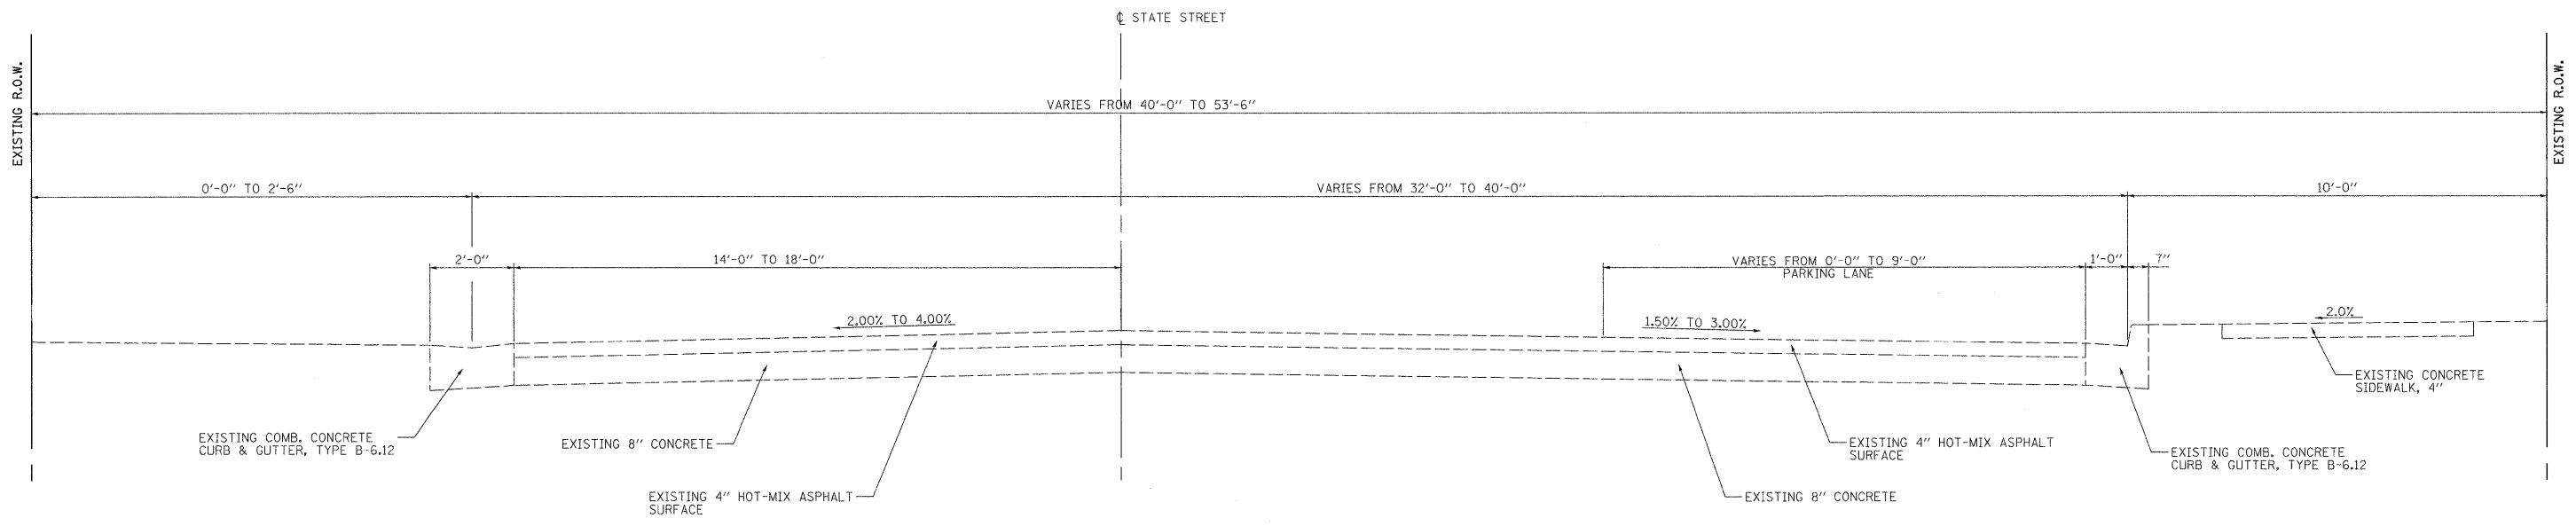 ℄ STATE STREET
EXISTING R.O.W.
EXISTING R.O.W.
VARIES FROM 40'-0" TO 53'-6"
0'-0" TO 2'-6"
VARIES FROM 32'-0" TO 40'-0"
10'-0"
2'-0"
14'-0" TO 18'-0"
VARIES FROM 0'-0" TO 9'-0"
PARKING LANE
1'-0"
7"
2.00% TO 4.00%
1.50% TO 3.00%
2.0%
EXISTING CONCRETE
SIDEWALK, 4"
EXISTING COMB. CONCRETE
CURB & GUTTER, TYPE B-6.12
EXISTING 8" CONCRETE
EXISTING 4" HOT-MIX ASPHALT
SURFACE
EXISTING 4" HOT-MIX ASPHALT
SURFACE
EXISTING 8" CONCRETE
EXISTING COMB. CONCRETE
CURB & GUTTER, TYPE B-6.12